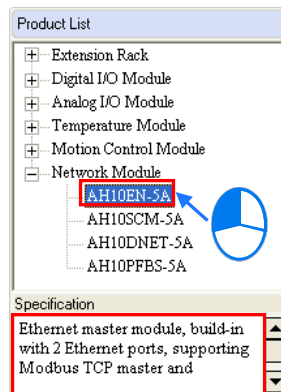 Product List
Extension Rack
Digital I/O Module
Analog I/O Module
Temperature Module
Motion Control Module
Network Module
AH10EN-5A
AH10SCM-5A
AH10DNET-5A
AH10PFBS-5A
Specification
Ethernet master module, build-in
with 2 Ethernet ports, supporting
Modbus TCP master and